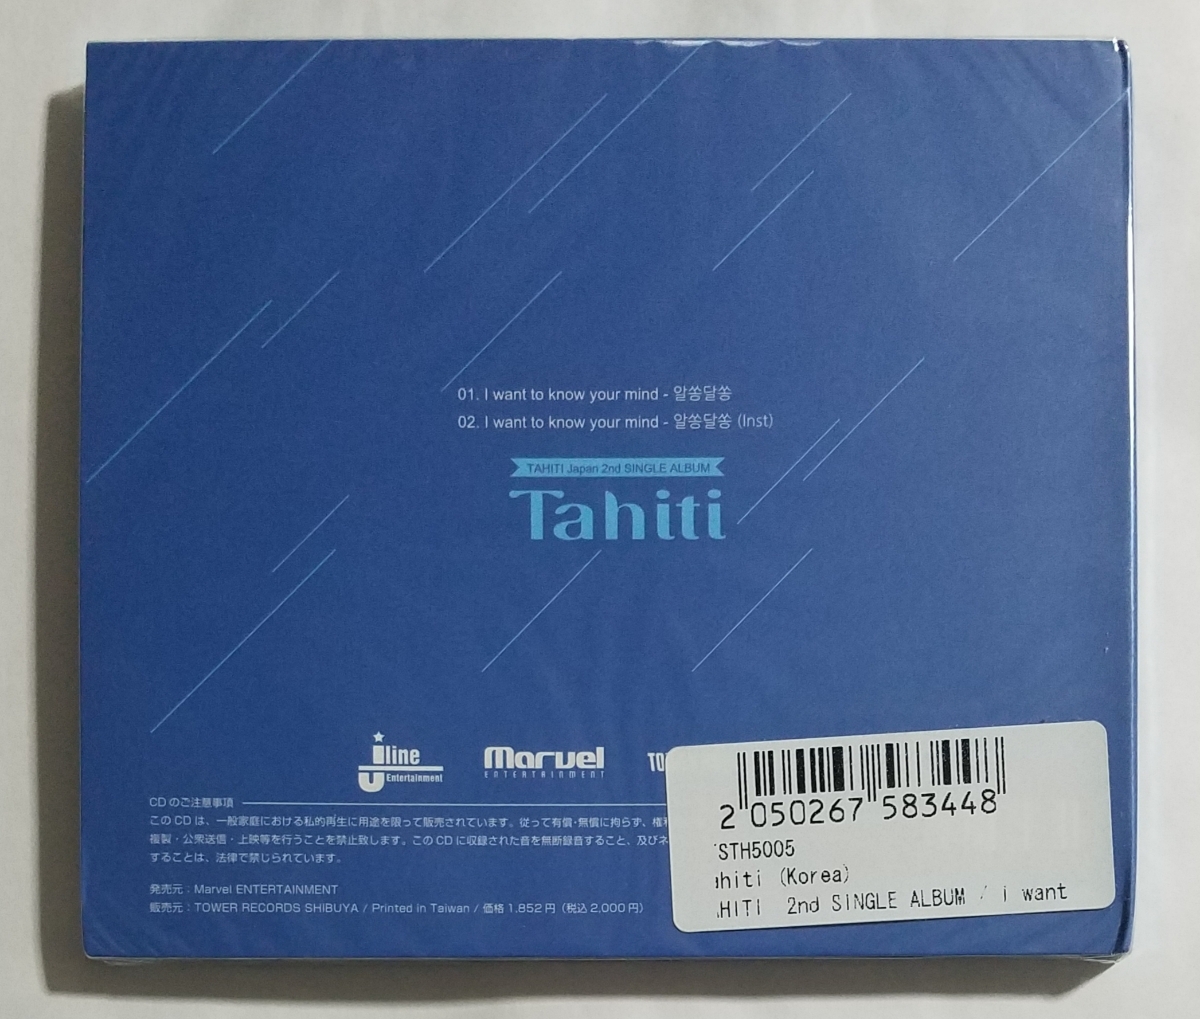 01. I want to know your mind - 알쏭달쏭
02. I want to know your mind - 알쏭달쏭 (Inst)
TAHITI Japan 2nd SINGLE ALBUM
Tahiti
Jline Entertainment
Marvel ENTERTAINMENT
TO
CDのご注意事項
このCDは、一般家庭における私的再生に用途を限って販売されています。従って有償・無償に拘らず、権利
複製・公衆送信・上映等を行うことを禁止致します。このCDに収録された音を無断録音すること、及びネ
することは、法律で禁じられています。
発売元：Marvel ENTERTAINMENT
販売元：TOWER RECORDS SHIBUYA / Printed in Taiwan / 価格 1,852円（税込2,000円）
2 050267 583448
STH5005
hiti (Korea)
HITI 2nd SINGLE ALBUM / i want